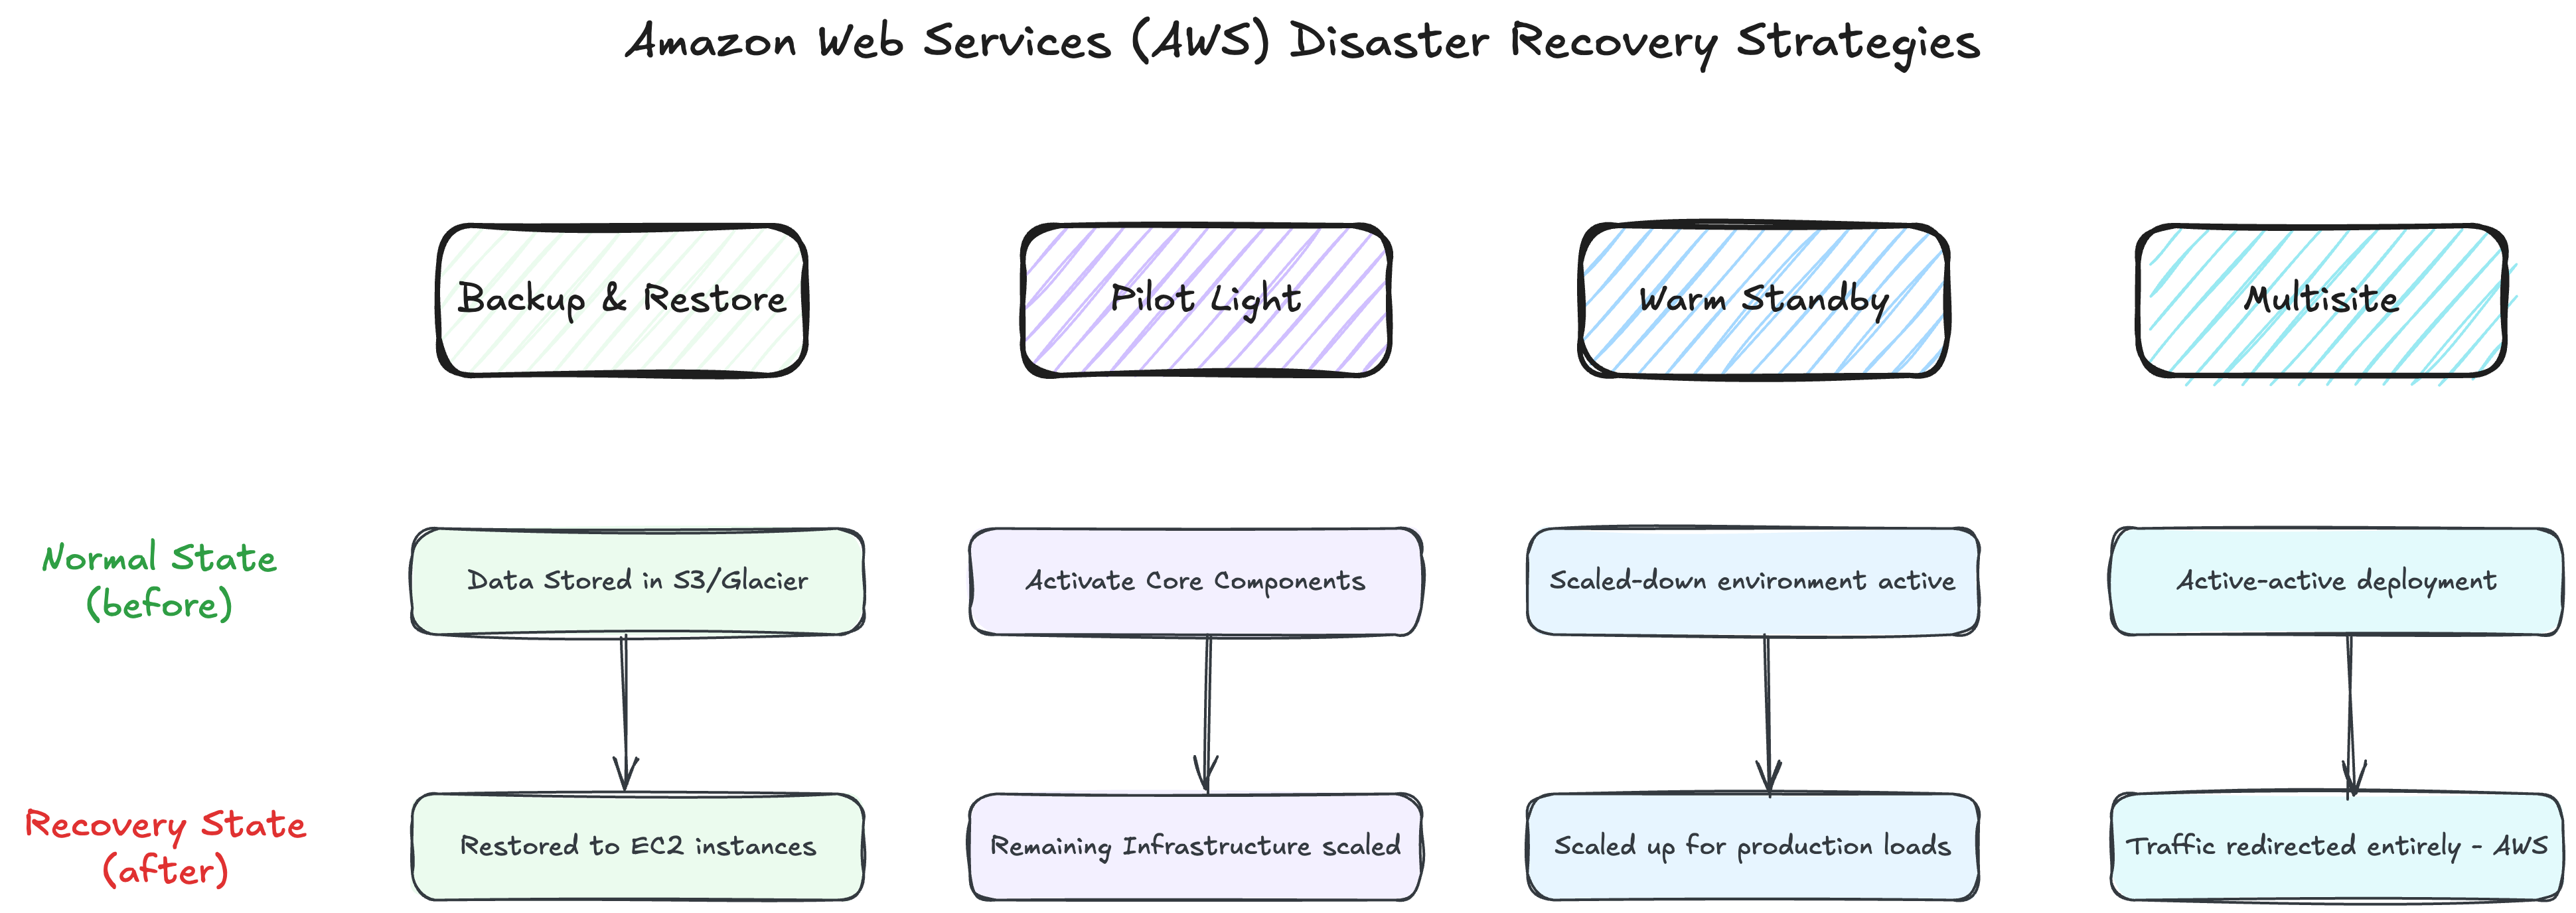 Amazon Web Services (AWS) Disaster Recovery Strategies
Backup & Restore
Pilot Light
Warm Standby
Multisite
Normal State
(before)
Data Stored in S3/Glacier
Activate Core Components
Scaled-down environment active
Active-active deployment
Recovery State
(after)
Restored to EC2 instances
Remaining Infrastructure scaled
Scaled up for production loads
Traffic redirected entirely - AWS